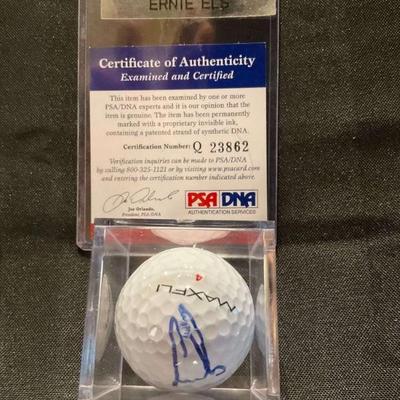 ERNIE ELS
Certificate of Authenticity
Examined and Certified
This item has been examined by one or more
PSA/DNA experts and it is our opinion that the
item is genuine. The item has been permanently
marked with a proprietary invisible ink,
containing a patented strand of synthetic DNA.
Certification Number: Q 23862
Verification inquiries can be made to PSA/DNA
by calling 800-325-1121 or visiting www.psacard.com
and entering the certification number indicated above.
Joe Orlando,
President, PSA/DNA
PSA DNA
AUTHENTICATION SERVICES
4
MAXFLI